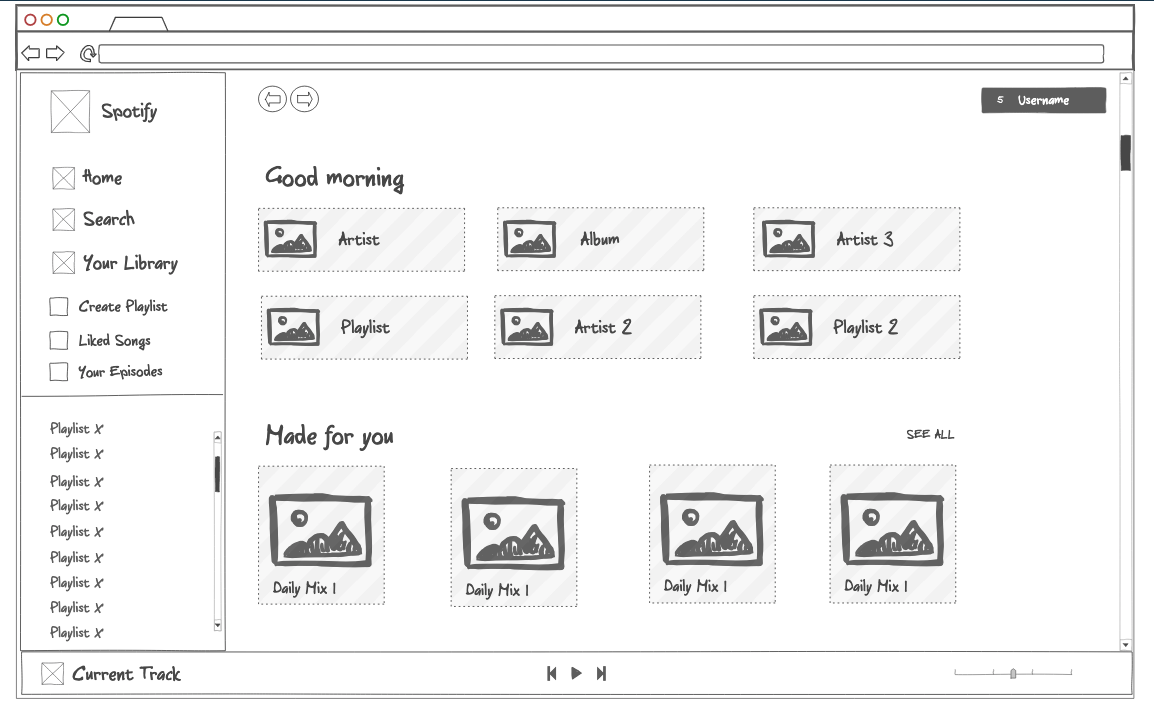 Spotify
Home
Search
Your Library
Create Playlist
Liked Songs
Your Episodes
Playlist X
Playlist X
Playlist X
Playlist X
Playlist X
Playlist X
Playlist X
Playlist X
Playlist X
5 Username
Good morning
Artist
Album
Artist 3
Playlist
Artist 2
Playlist 2
Made for you
SEE ALL
Daily Mix 1
Daily Mix 1
Daily Mix 1
Daily Mix 1
Current Track